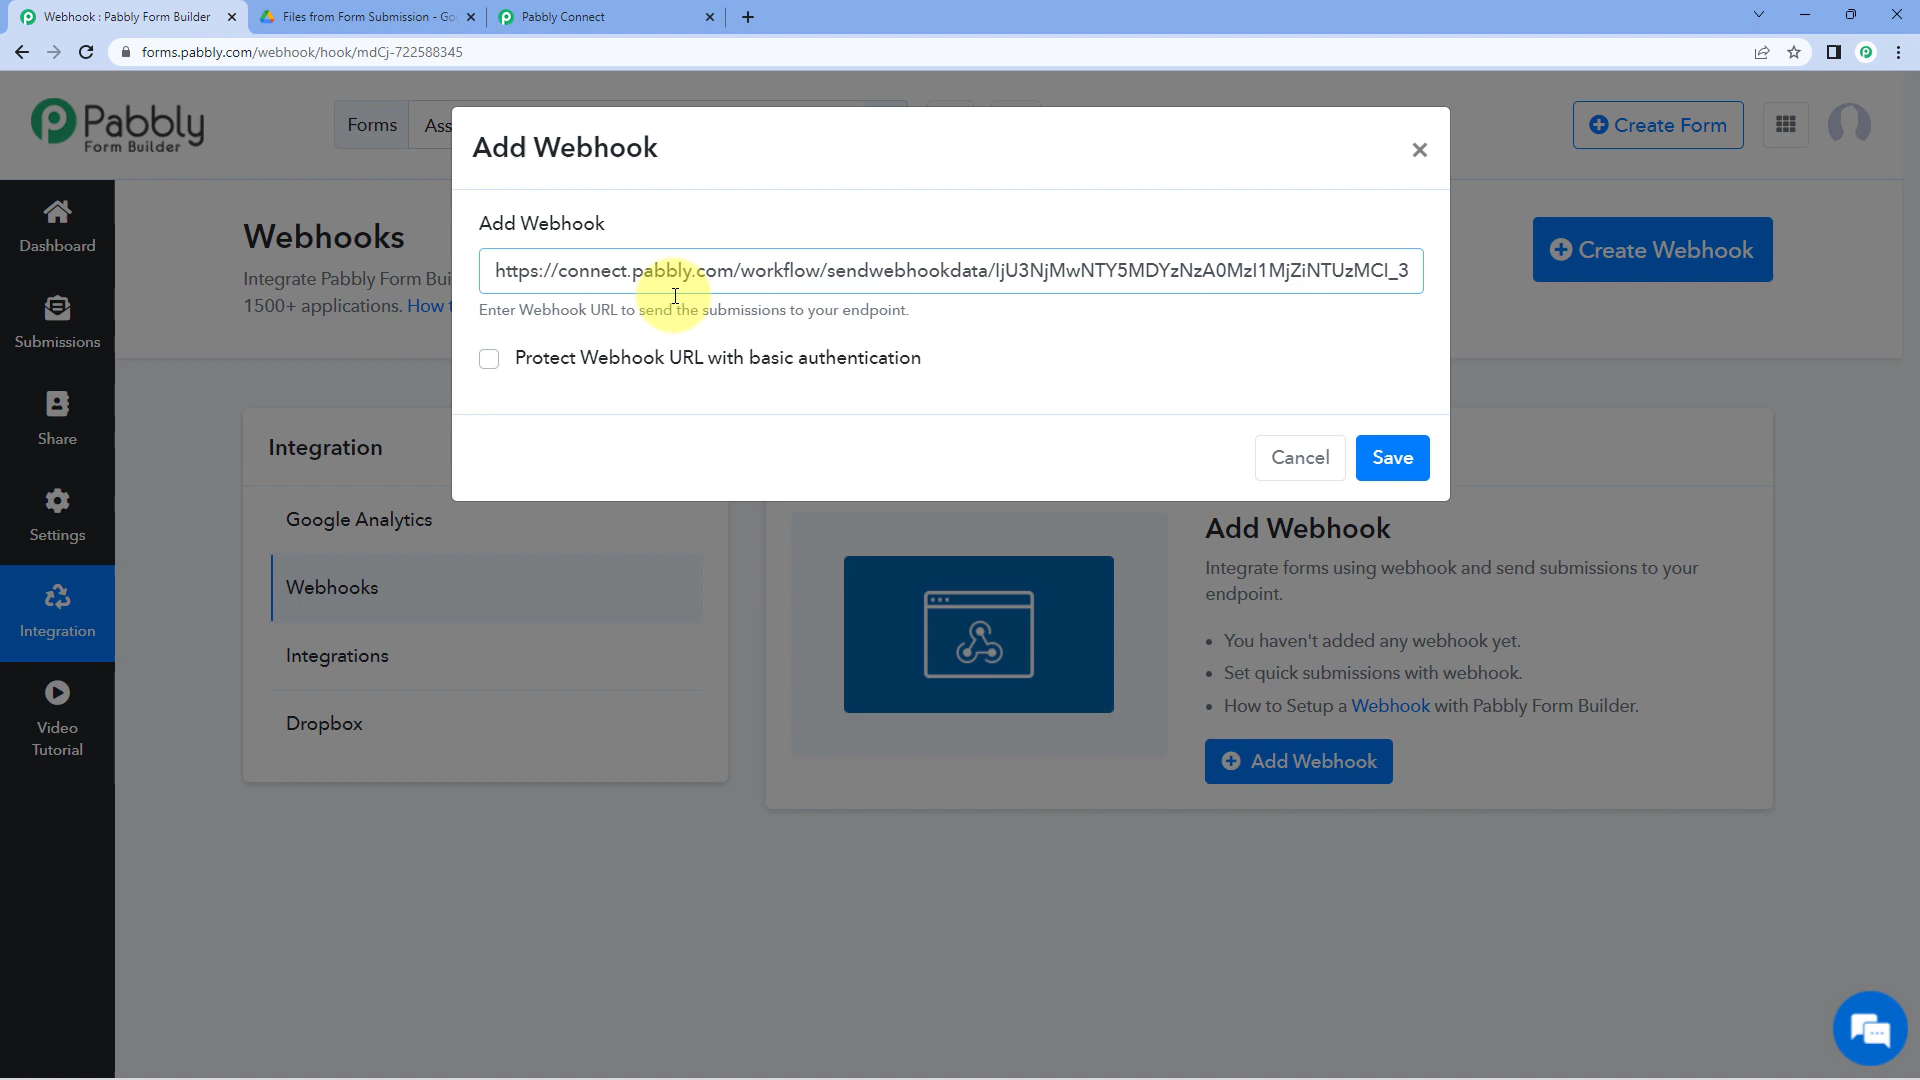 Webhook : Pabbly Form Builder
Files from Form Submission - Go
Pabbly Connect
forms.pabbly.com/webhook/hook/mdCj-722588345
Pabbly
Form Builder
Forms
Ass
Create Form
Add Webhook
Add Webhook
https://connect.pabbly.com/workflow/sendwebhookdata/IjU3NjMwNTY5MDYzNzA0MzI1MjZiNTUzMCI_3
Enter Webhook URL to send the submissions to your endpoint.
Protect Webhook URL with basic authentication
Cancel
Save
Webhooks
Integrate Pabbly Form Bui
1500+ applications. How t
Create Webhook
Dashboard
Submissions
Share
Settings
Integration
Video
Tutorial
Integration
Google Analytics
Webhooks
Integrations
Dropbox
Add Webhook
Integrate forms using webhook and send submissions to your
endpoint.
• You haven't added any webhook yet.
• Set quick submissions with webhook.
• How to Setup a Webhook with Pabbly Form Builder.
Add Webhook